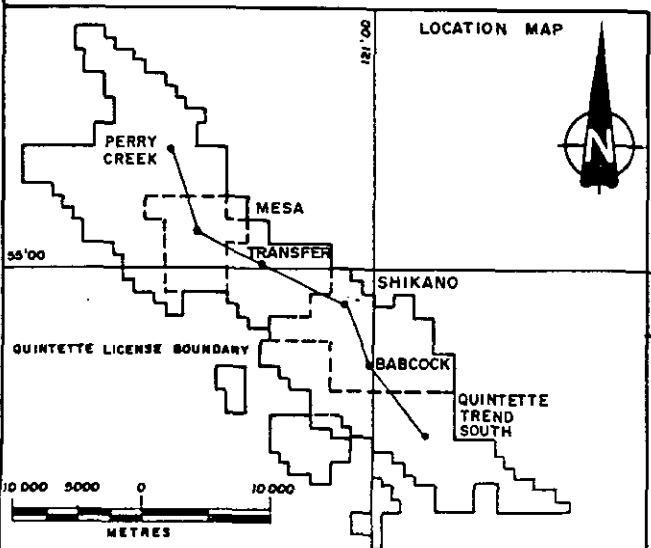 LOCATION MAP
121'00
N
PERRY
CREEK
MESA
TRANSFER
55'00
SHIKANO
QUINTETTE LICENSE BOUNDARY
BABCOCK
QUINTETTE
TREND
SOUTH
10 000 5000 0 10 000
METRES